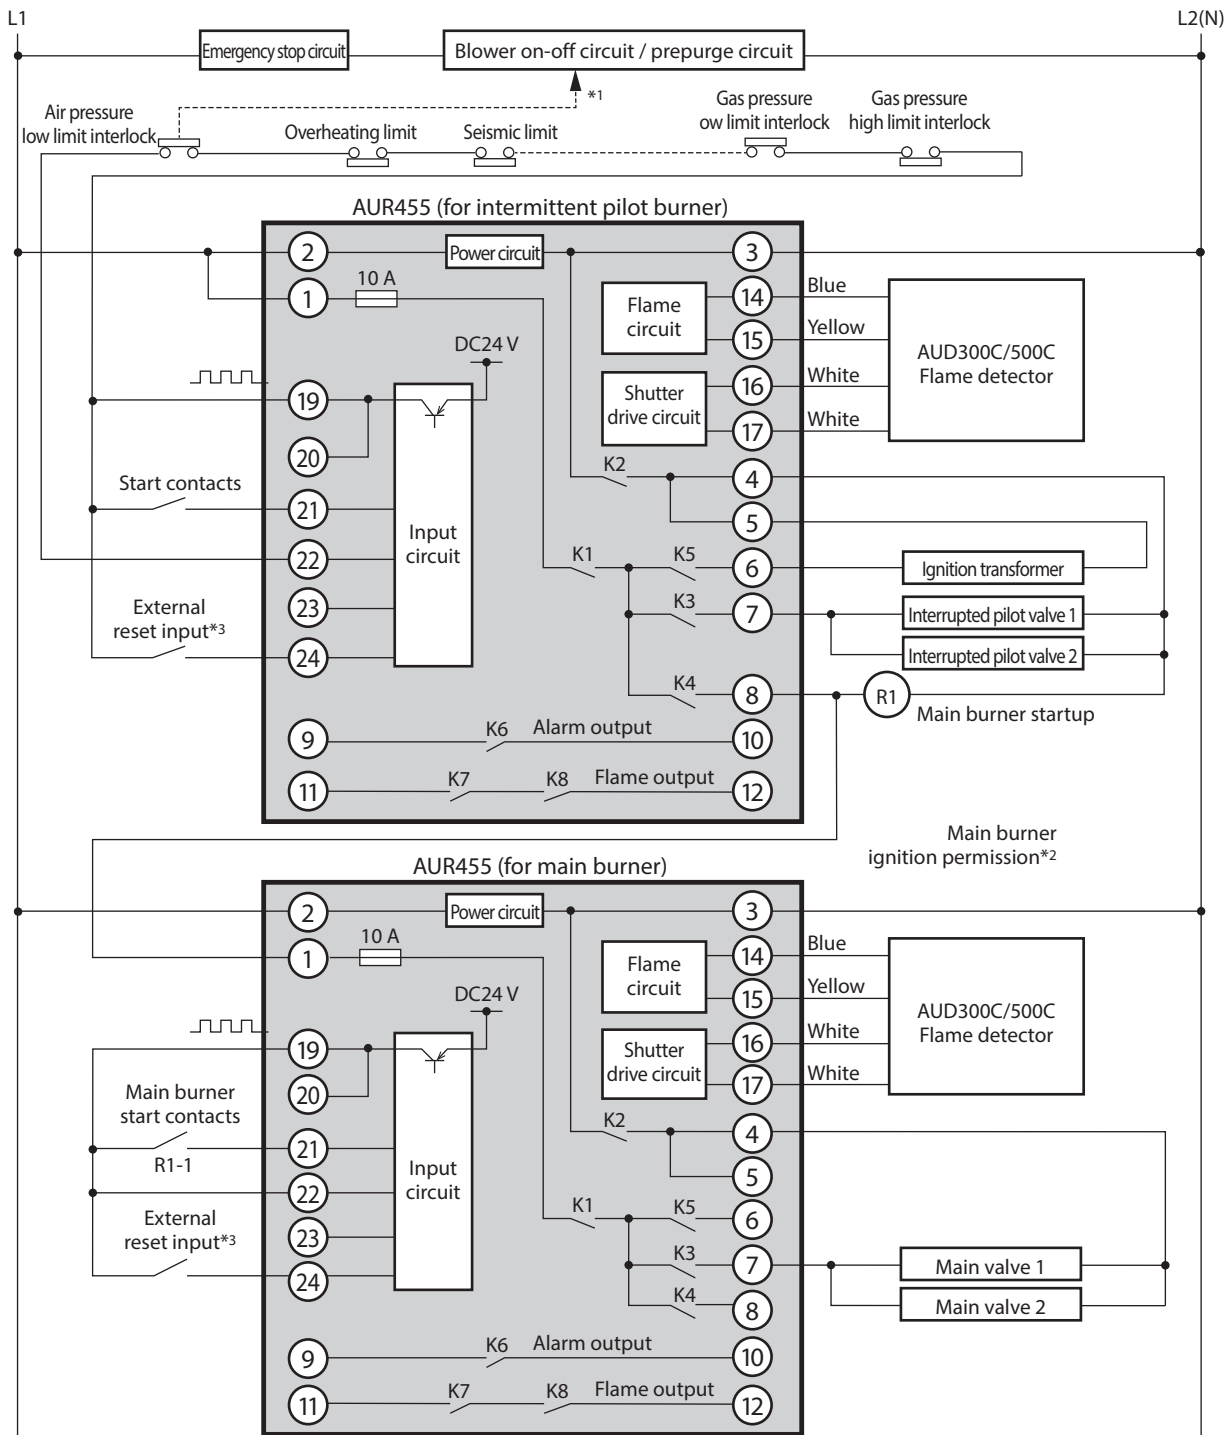 L1
L2(N)
Emergency stop circuit
Blower on-off circuit / prepurge circuit
*1
Air pressure
low limit interlock
Overheating limit
Seismic limit
Gas pressure
ow limit interlock
Gas pressure
high limit interlock
AUR455 (for intermittent pilot burner)
2
Power circuit
3
1
10 A
Flame
circuit
14
Blue
15
Yellow
AUD300C/500C
Flame detector
DC24 V
Shutter
drive circuit
16
White
17
White
19
20
K2
4
Start contacts
21
5
Input
circuit
22
K1
K5
6
Ignition transformer
23
K3
7
Interrupted pilot valve 1
External
reset input*3
24
Interrupted pilot valve 2
K4
8
R1
Main burner startup
9
K6
Alarm output
10
11
K7
K8
Flame output
12
Main burner
ignition permission*2
AUR455 (for main burner)
2
Power circuit
3
1
10 A
Flame
circuit
14
Blue
15
Yellow
AUD300C/500C
Flame detector
DC24 V
Shutter
drive circuit
16
White
17
White
19
20
Main burner
start contacts
R1-1
21
K2
4
Input
circuit
22
5
External
reset input*3
23
K1
K5
6
24
K3
7
Main valve 1
K4
8
Main valve 2
9
K6
Alarm output
10
11
K7
K8
Flame output
12